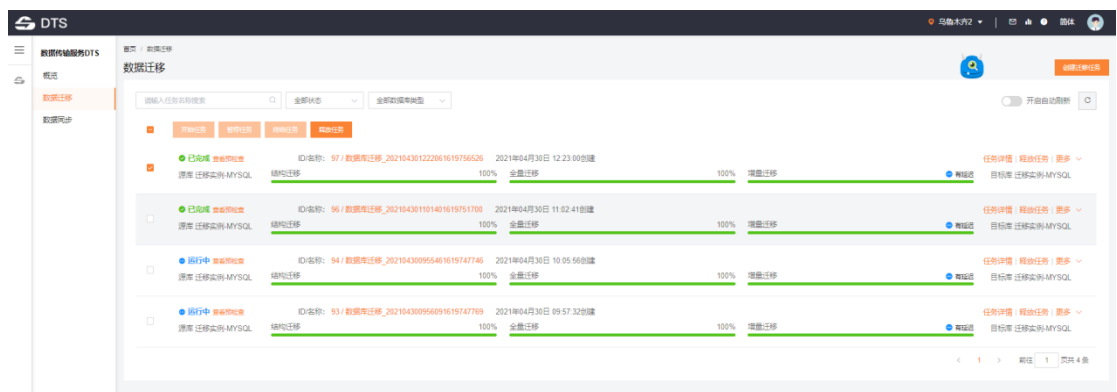 DTS
乌鲁木齐2
简体
数据传输服务DTS
概览
数据迁移
数据同步
首页 / 数据迁移
数据迁移
创建迁移任务
请输入任务名称搜索
全部状态
全部数据库类型
开启自动刷新
开始任务 暂停任务 释放任务
已完成 查看预检查 ID/名称: 97 / 数据库迁移_20210430122206161975652​6 2021年04月30日 12:23:00创建 任务详情 | 释放任务 | 更多
源库 迁移实例-MYSQL 结构迁移 100% 全量迁移 100% 增量迁移 有延迟 目标库 迁移实例-MYSQL
已完成 查看预检查 ID/名称: 96 / 数据库迁移_202104301101401619751700 2021年04月30日 11:02:41创建 任务详情 | 释放任务 | 更多
源库 迁移实例-MYSQL 结构迁移 100% 全量迁移 100% 增量迁移 有延迟 目标库 迁移实例-MYSQL
运行中 查看预检查 ID/名称: 94 / 数据库迁移_202104300955461619747746 2021年04月30日 10:05:56创建 任务详情 | 释放任务 | 更多
源库 迁移实例-MYSQL 结构迁移 100% 全量迁移 100% 增量迁移 有延迟 目标库 迁移实例-MYSQL
运行中 查看预检查 ID/名称: 93 / 数据库迁移_202104300956091619747769 2021年04月30日 09:57:32创建 任务详情 | 释放任务 | 更多
源库 迁移实例-MYSQL 结构迁移 100% 全量迁移 100% 增量迁移 有延迟 目标库 迁移实例-MYSQL
1 前往 1 页共 4 条